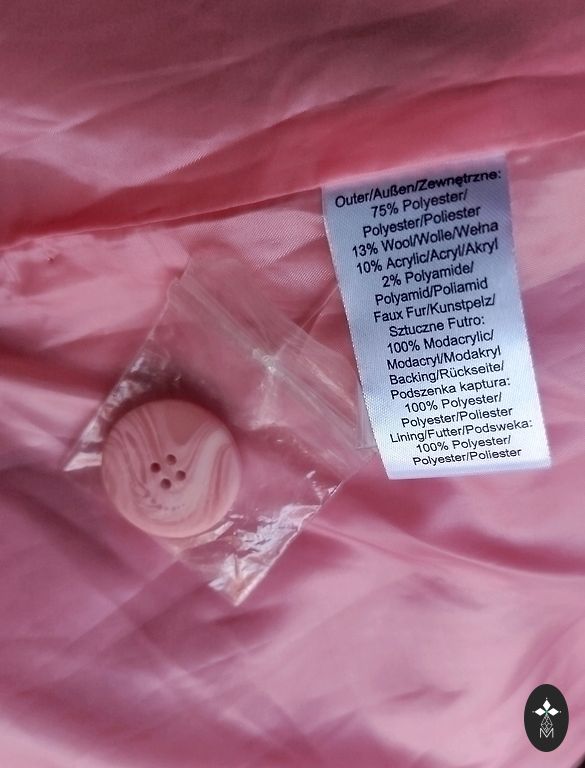 Outer/Außen/Zewnętrzne:
75% Polyester/
Polyester/Poliester
13% Wool/Wolle/Wełna
10% Acrylic/Acryl/Akryl
2% Polyamide/
Polyamid/Poliamid
Faux Fur/Kunstpelz/
Sztuczne Futro:
100% Modacrylic/
Modacryl/Modakryl
Backing/Rückseite/
Podszenka kaptura:
100% Polyester/
Polyester/Poliester
Lining/Futter/Podsweka:
100% Polyester/
Polyester/Poliester
M